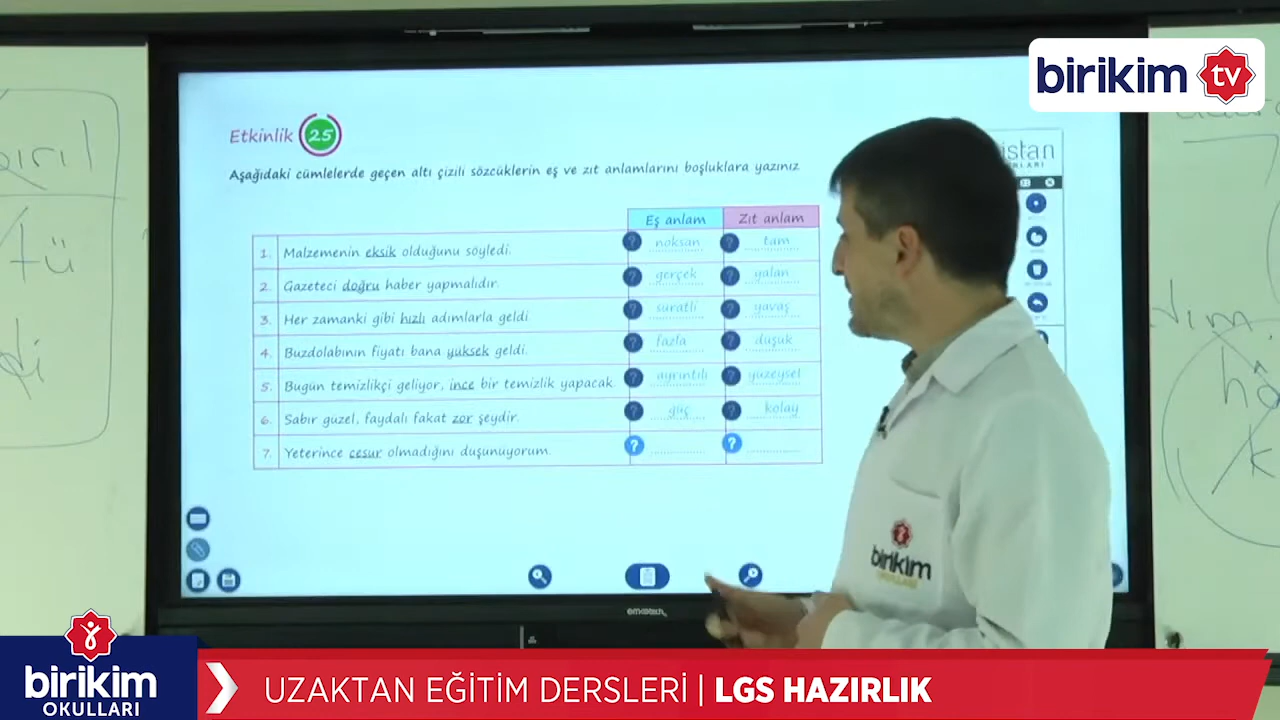 birikim tv
Etkinlik 25
Aşağıdaki cümlelerde geçen altı çizili sözcüklerin eş ve zıt anlamlarını boşluklara yazınız
Eş anlam Zıt anlam
1. Malzemenin eksik olduğunu söyledi. ? noksan ? tam
2. Gazeteci doğru haber yapmalıdır. ? gerçek ? yalan
3. Her zamanki gibi hızlı adımlarla geldi ? süratli ? yavaş
4. Buzdolabının fiyatı bana yüksek geldi. ? fazla ? düşük
5. Bugün temizlikçi geliyor, ince bir temizlik yapacak. ? ayrıntılı ? yüzeysel
6. Sabır güzel, faydalı fakat zor şeydir. ? güç ? kolay
7. Yeterince cesur olmadığını düşünüyorum. ? ?
istan
birikim
OKULLARI
birikim
OKULLARI
UZAKTAN EĞİTİM DERSLERİ | LGS HAZIRLIK